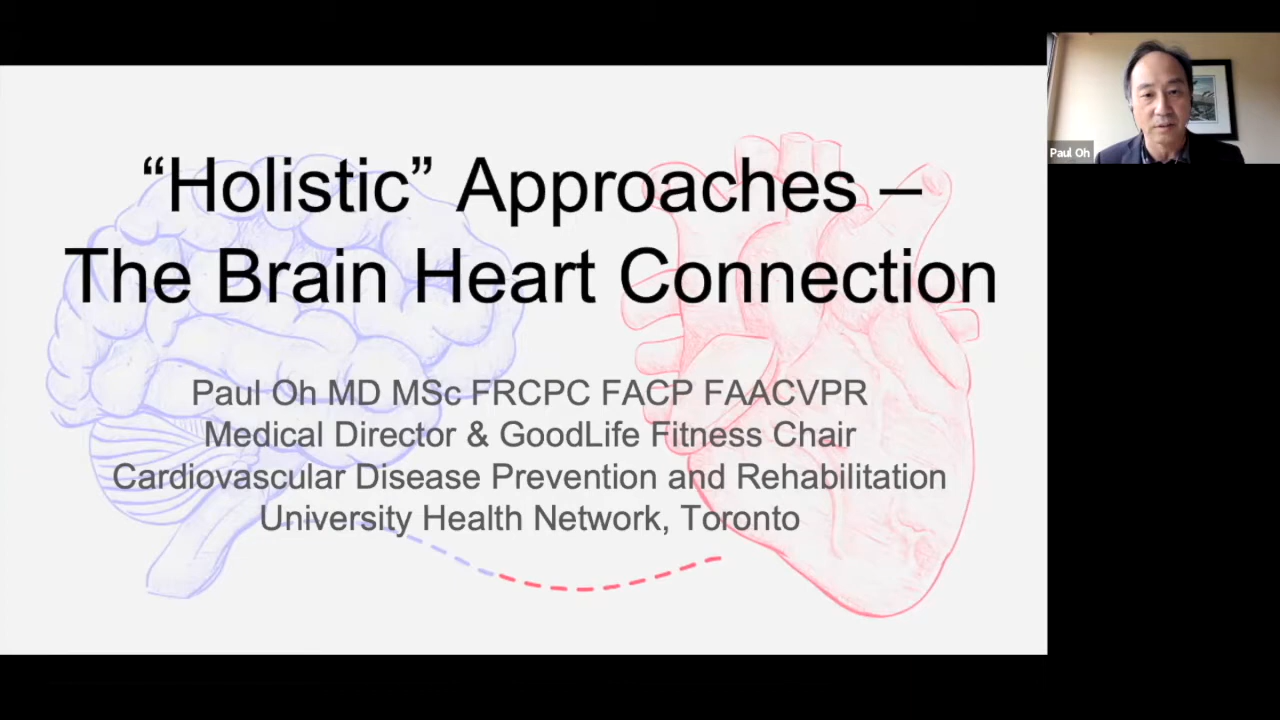 “Holistic” Approaches –
The Brain Heart Connection
Paul Oh MD MSc FRCPC FACP FAACVPR
Medical Director & GoodLife Fitness Chair
Cardiovascular Disease Prevention and Rehabilitation
University Health Network, Toronto
Paul Oh